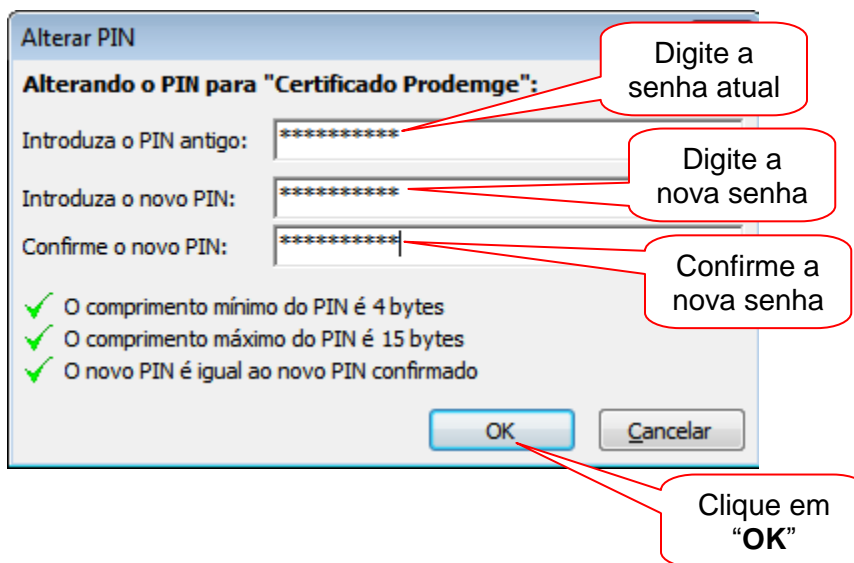 Alterar PIN
Digite a
senha atual
Alterando o PIN para "Certificado Prodemge":
Introduza o PIN antigo: **********
Digite a
nova senha
Introduza o novo PIN: **********
Confirme o novo PIN: **********
Confirme a
nova senha
O comprimento mínimo do PIN é 4 bytes
O comprimento máximo do PIN é 15 bytes
O novo PIN é igual ao novo PIN confirmado
OK
Cancelar
Clique em
“OK”